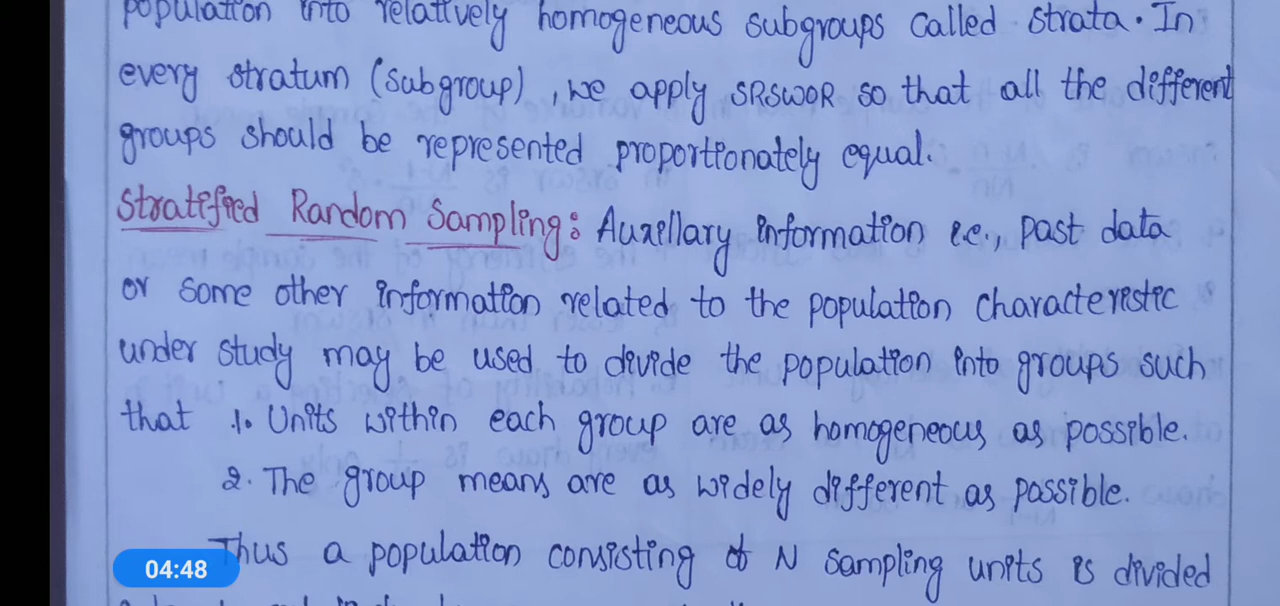 population into relatively homogeneous subgroups called strata. In
every stratum (subgroup), we apply SRSWOR so that all the different
groups should be represented proportionately equal.
Stratified Random Sampling: Auxillary information i.e., past data
or some other information related to the population characteristic
under study may be used to divide the population into groups such
that 1. Units within each group are as homogeneous as possible.
2. The group means are as widely different as possible.
Thus a population consisting of N sampling units is divided
04:48